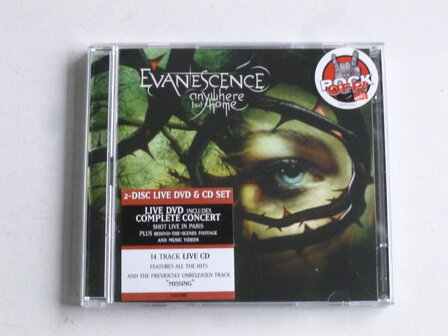 EVANESCENCE
anywhere
but home
ROCK
OFF!
2-DISC LIVE DVD & CD SET
LIVE DVD INCLUDES
COMPLETE CONCERT
SHOT LIVE IN PARIS
PLUS BEHIND-THE-SCENES FOOTAGE
AND MUSIC VIDEOS
14 TRACK LIVE CD
FEATURES ALL THE HITS
AND THE PREVIOUSLY UNRELEASED TRACK
"MISSING"